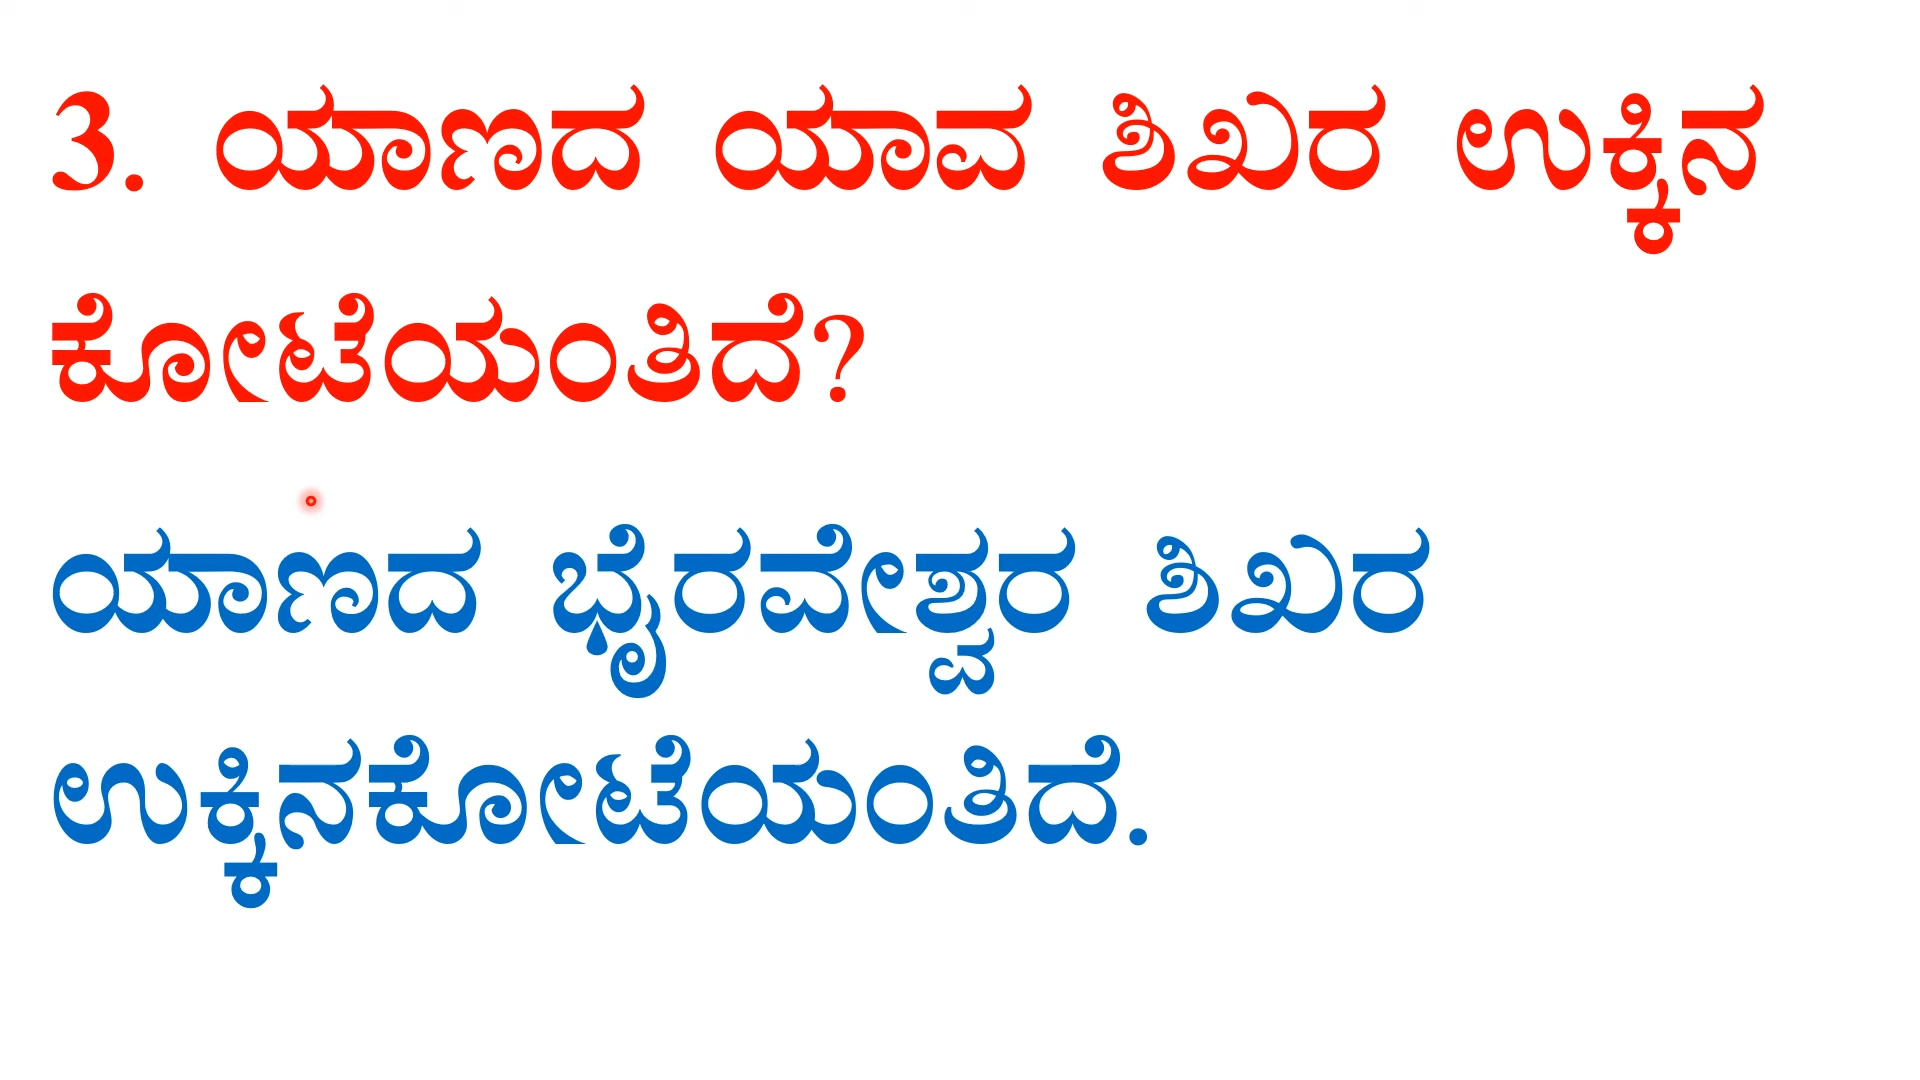 3. ಯಾಣದ ಯಾವ ಶಿಖರ ಉಕ್ಕಿನ
ಕೋಟೆಯಂತಿದೆ?
ಯಾಣದ ಭೈರವೇಶ್ವರ ಶಿಖರ
ಉಕ್ಕಿನಕೋಟೆಯಂತಿದೆ.